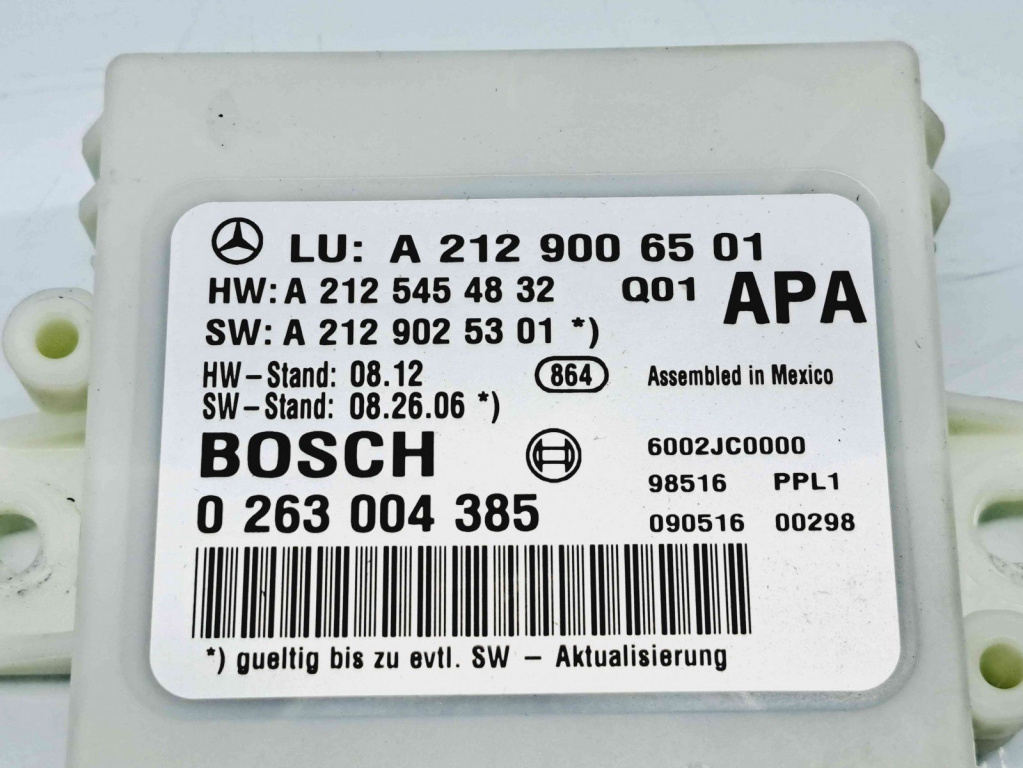 LU: A 212 900 65 01
HW: A 212 545 48 32 Q01 APA
SW: A 212 902 53 01 *)
HW-Stand: 08.12 864 Assembled in Mexico
SW-Stand: 08.26.06 *)
BOSCH 6002JC0000
98516 PPL1
0 263 004 385 090516 00298
*) gueltig bis zu evtl. SW - Aktualisierung